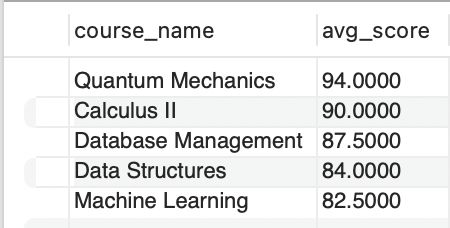 course_name avg_score
Quantum Mechanics 94.0000
Calculus II 90.0000
Database Management 87.5000
Data Structures 84.0000
Machine Learning 82.5000